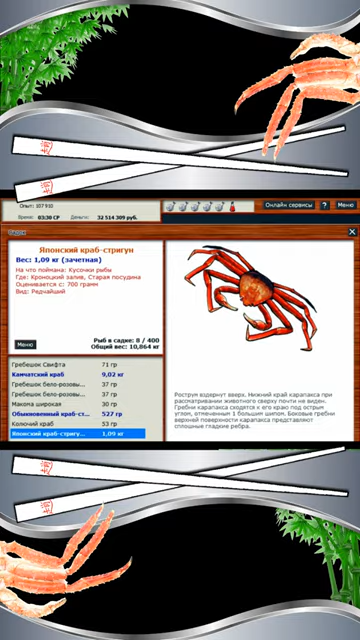 Опыт: 107 910
Время: 03:30 СР Деньги: 32 514 309 руб.
Онлайн сервисы ? Меню
Садок
Японский краб-стригун
Вес: 1,09 кг (зачетная)
На что поймана: Кусочки рыбы
Где: Кроноцкий залив, Старая посудина
Оценивается с: 700 грамм
Вид: Редчайший
Меню
Рыб в садке: 8 / 400
Общий вес: 10,864 кг
Гребешок Свифта 71 гр
Камчатский краб 9,02 кг
Гребешок бело-розовы... 37 гр
Гребешок бело-розовы... 37 гр
Макома широкая 30 гр
Обыкновенный краб-ст... 527 гр
Колючий краб 53 гр
Японский краб-стригу... 1,09 кг
Рострум вздернут вверх. Нижний край карапакса при
рассматривании животного сверху почти не виден.
Гребни карапакса сходятся к его краю под острым
углом, отмеченным 1 большим шипом. Боковые гребни
верхней поверхности карапакса представляют
сплошные гладкие ребра.